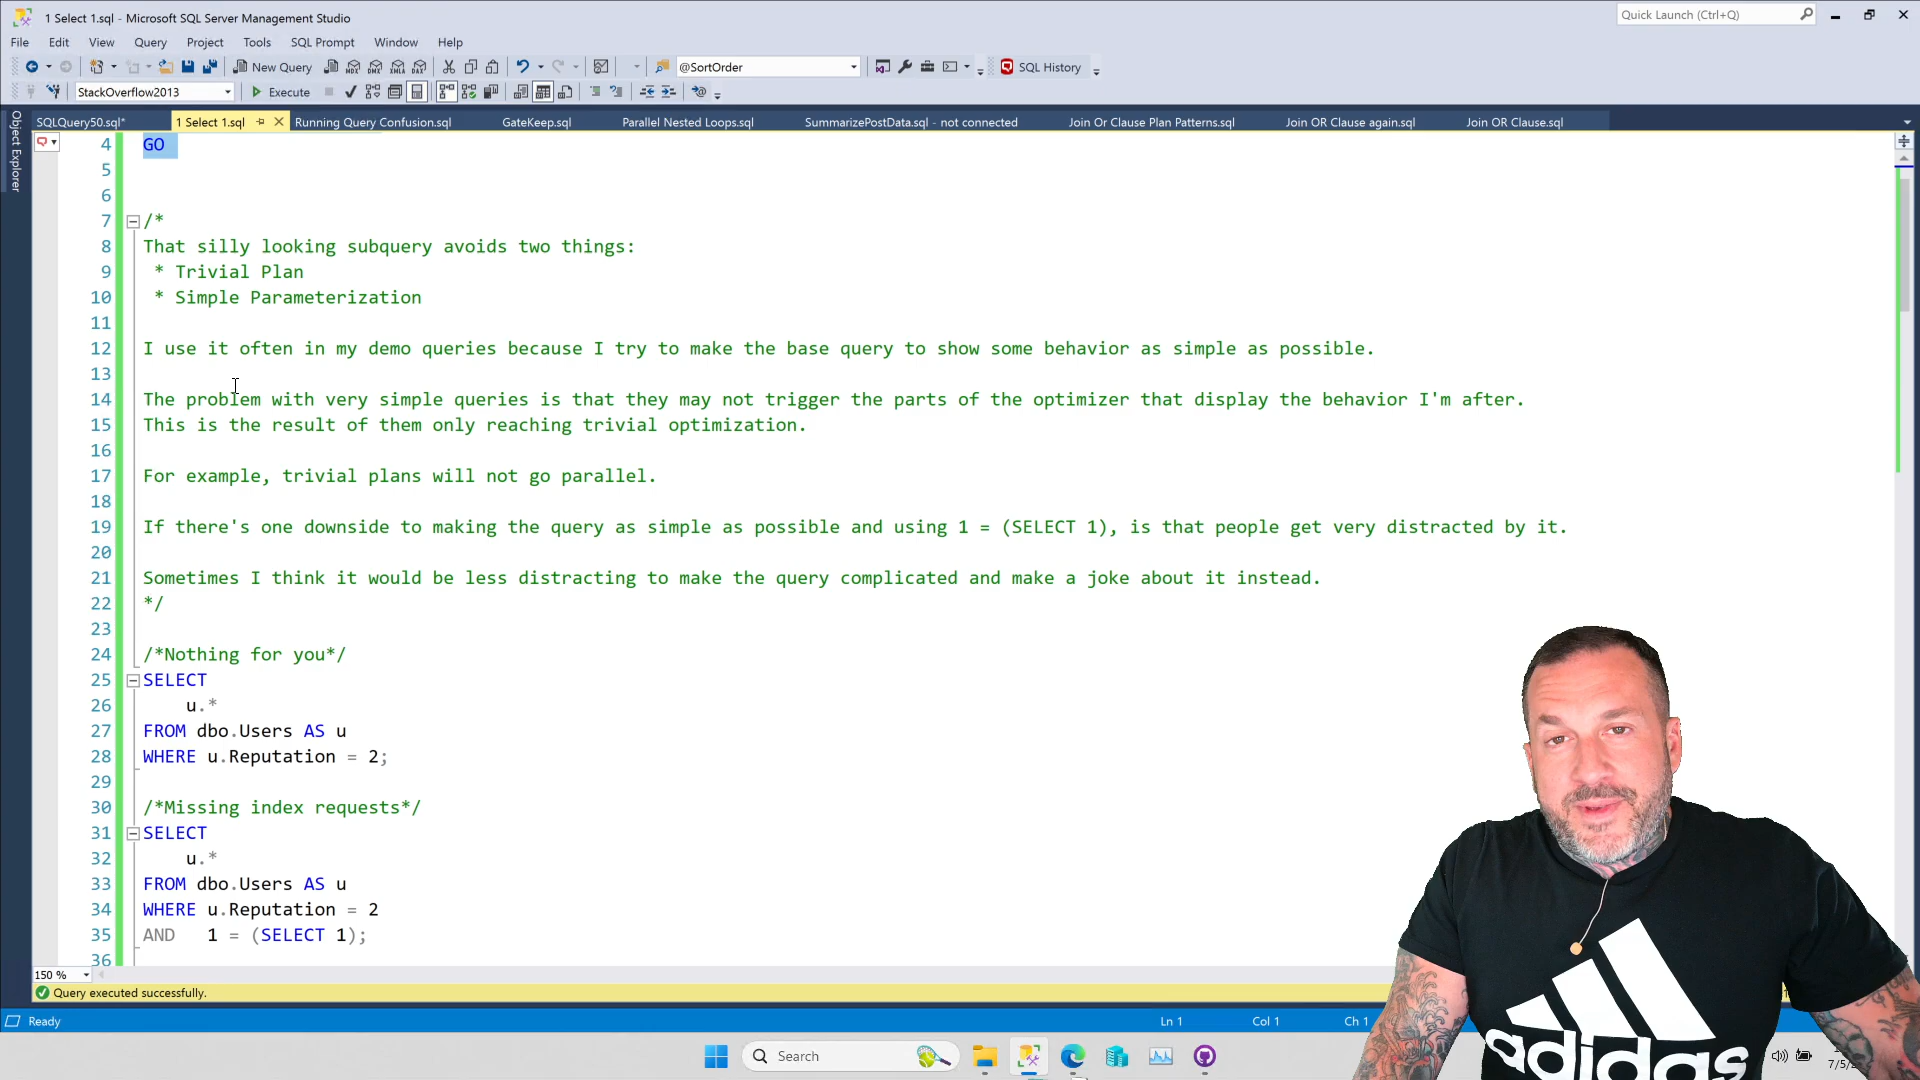 1 Select 1.sql - Microsoft SQL Server Management Studio
Quick Launch (Ctrl+Q)
File Edit View Query Project Tools SQL Prompt Window Help
New Query @SortOrder SQL History
StackOverflow2013 Execute
SQLQuery50.sql* 1 Select 1.sql Running Query Confusion.sql GateKeep.sql Parallel Nested Loops.sql SummarizePostData.sql - not connected Join Or Clause Plan Patterns.sql Join OR Clause again.sql Join OR Clause.sql
Object Explorer
4 GO
5
6
7 /*
8 That silly looking subquery avoids two things:
9 * Trivial Plan
10 * Simple Parameterization
11
12 I use it often in my demo queries because I try to make the base query to show some behavior as simple as possible.
13
14 The problem with very simple queries is that they may not trigger the parts of the optimizer that display the behavior I'm after.
15 This is the result of them only reaching trivial optimization.
16
17 For example, trivial plans will not go parallel.
18
19 If there's one downside to making the query as simple as possible and using 1 = (SELECT 1), is that people get very distracted by it.
20
21 Sometimes I think it would be less distracting to make the query complicated and make a joke about it instead.
22 */
23
24 /*Nothing for you*/
25 SELECT
26 u.*
27 FROM dbo.Users AS u
28 WHERE u.Reputation = 2;
29
30 /*Missing index requests*/
31 SELECT
32 u.*
33 FROM dbo.Users AS u
34 WHERE u.Reputation = 2
35 AND 1 = (SELECT 1);
36
150 %
Query executed successfully.
Ready Ln 1 Col 1 Ch 1
Search
adidas